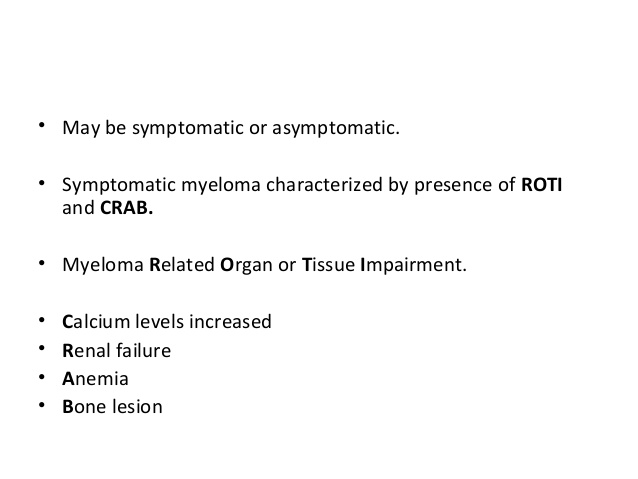 • May be symptomatic or asymptomatic.
• Symptomatic myeloma characterized by presence of ROTI
and CRAB.
• Myeloma Related Organ or Tissue Impairment.
• Calcium levels increased
• Renal failure
• Anemia
• Bone lesion